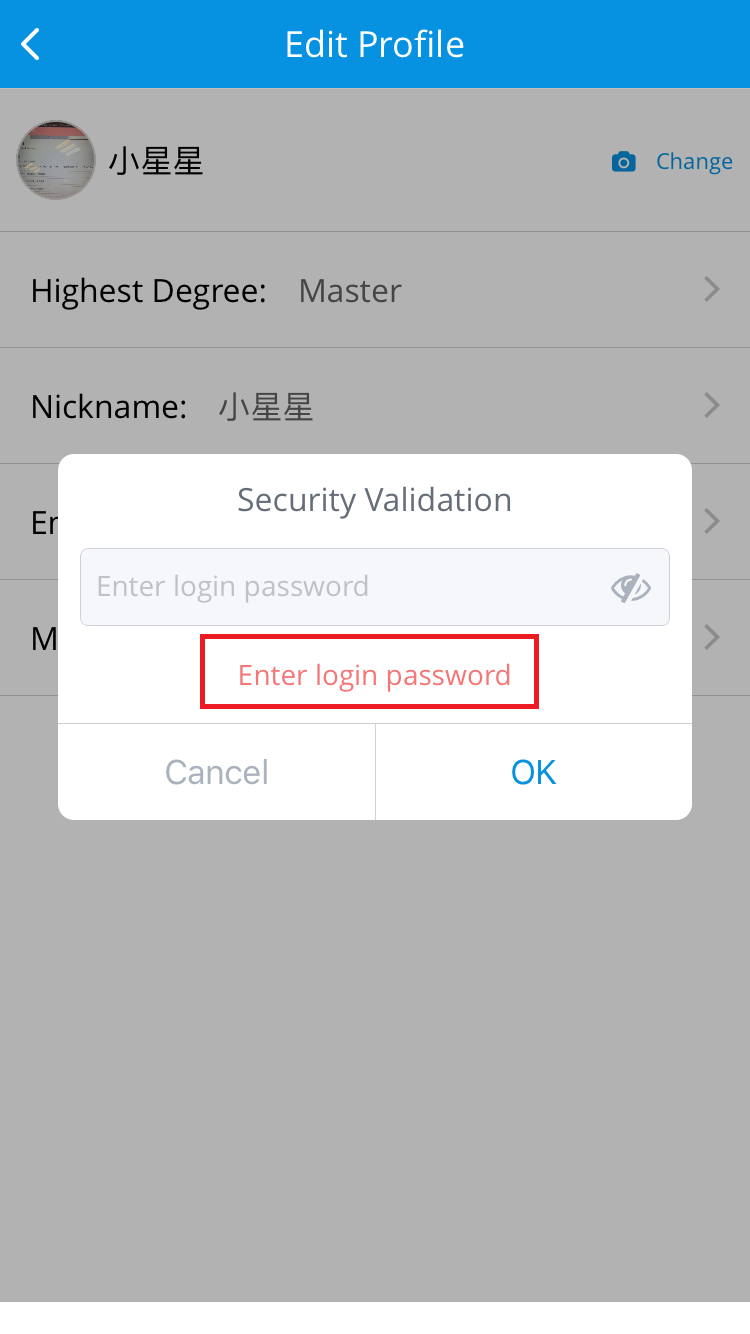 Edit Profile
小星星
Change
Highest Degree: Master
Nickname: 小星星
Er
M
Security Validation
Enter login password
Enter login password
Cancel
OK